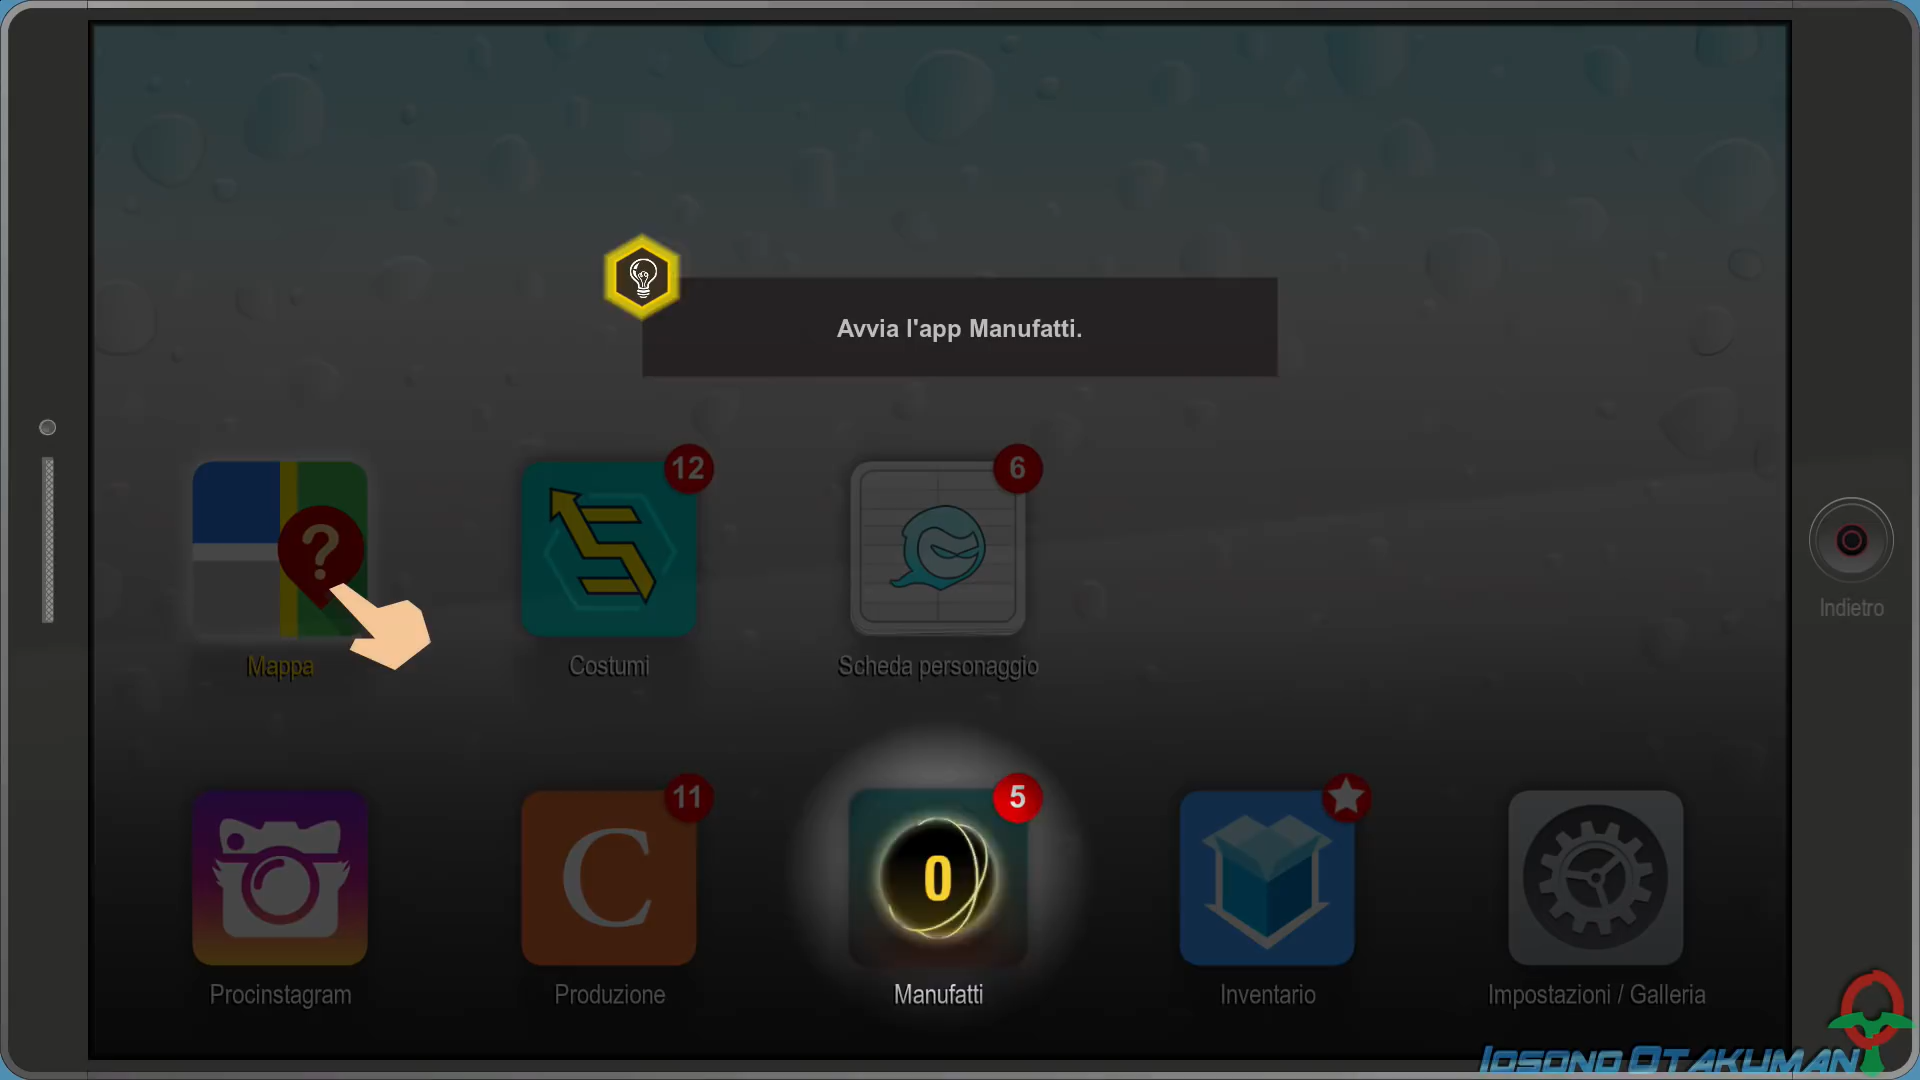 Avvia l'app Manufatti.
12
6
?
Mappa
Costumi
Scheda personaggio
Indietro
11
5
C
0
Procinstagram
Produzione
Manufatti
Inventario
Impostazioni / Galleria
Iosono Otakuman